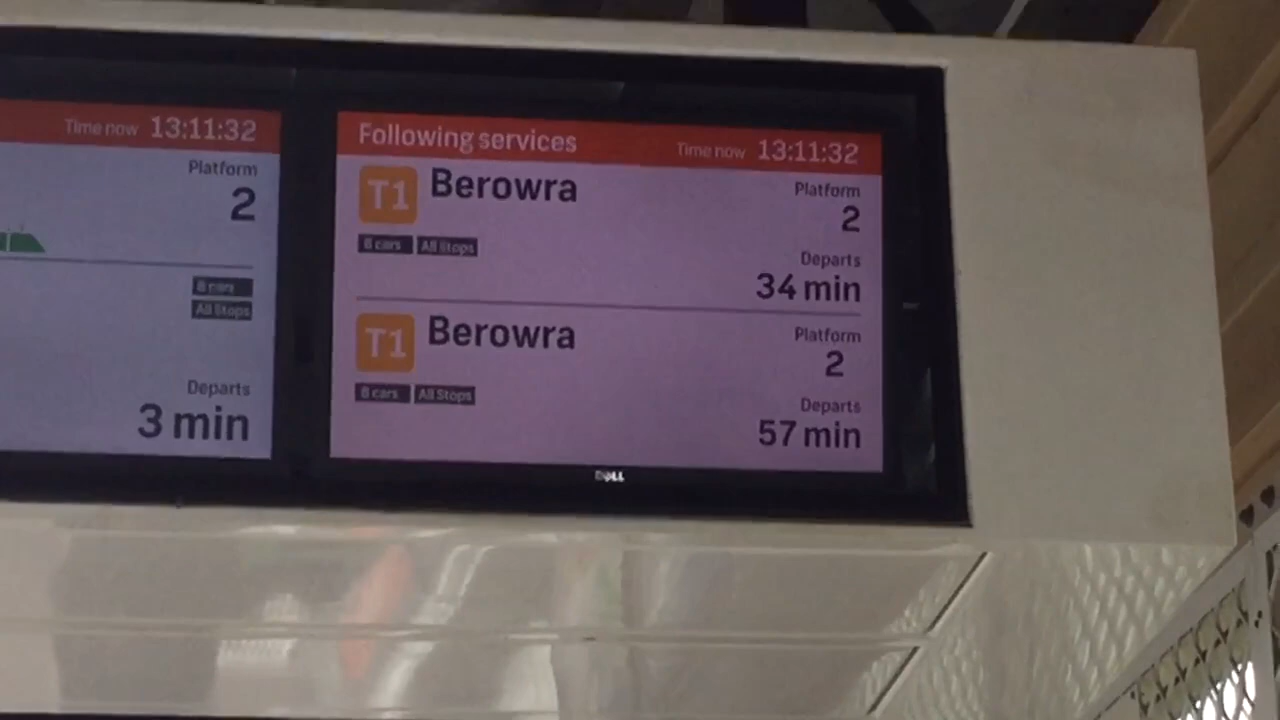 Time now 13:11:32
Platform
2
8 cars
All Stops
Departs
3 min
Following services Time now 13:11:32
T1 Berowra
Platform
2
8 cars All Stops
Departs
34 min
T1 Berowra
Platform
2
8 cars All Stops
Departs
57 min
DELL